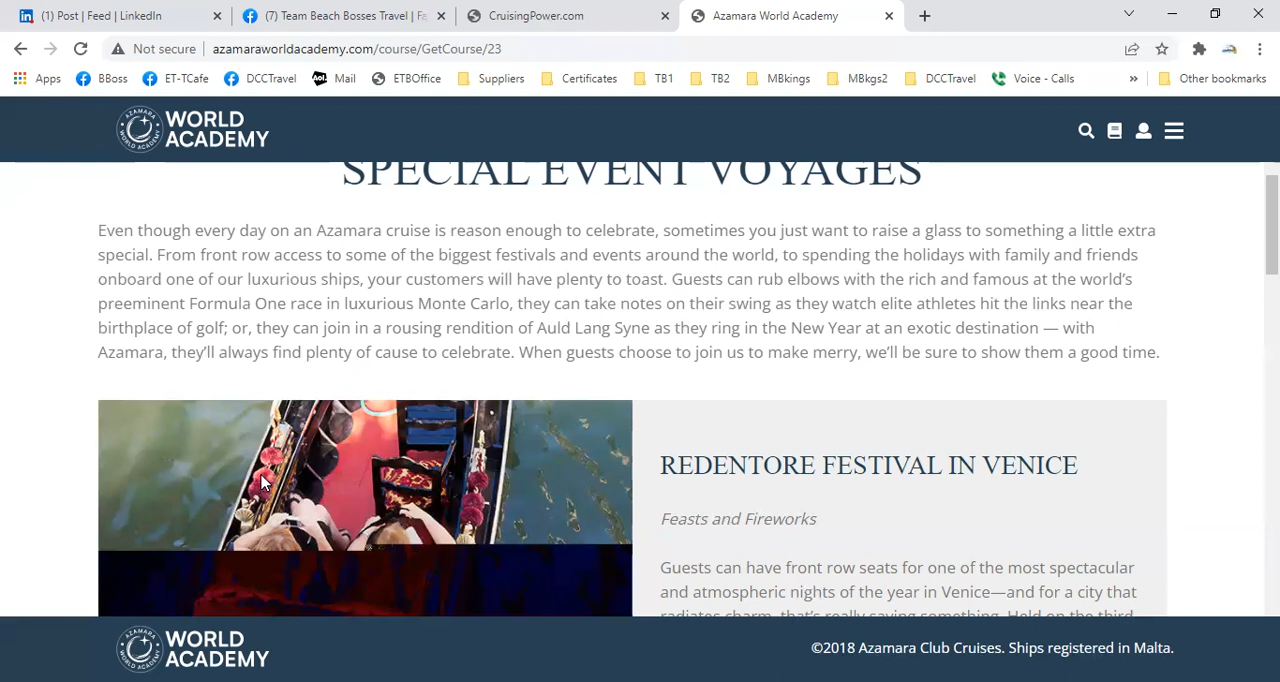 (1) Post | Feed | LinkedIn
(7) Team Beach Bosses Travel | Fa
CruisingPower.com
Azamara World Academy
Not secure
azamaraworldacademy.com/course/GetCourse/23
Apps
BBoss
ET-TCafe
DCCTravel
Aol.
Mail
ETBOffice
Suppliers
Certificates
TB1
TB2
MBkings
MBkgs2
DCCTravel
Voice - Calls
»
Other bookmarks
WORLD
ACADEMY
SPECIAL EVENT VOYAGES
Even though every day on an Azamara cruise is reason enough to celebrate, sometimes you just want to raise a glass to something a little extra
special. From front row access to some of the biggest festivals and events around the world, to spending the holidays with family and friends
onboard one of our luxurious ships, your customers will have plenty to toast. Guests can rub elbows with the rich and famous at the world’s
preeminent Formula One race in luxurious Monte Carlo, they can take notes on their swing as they watch elite athletes hit the links near the
birthplace of golf; or, they can join in a rousing rendition of Auld Lang Syne as they ring in the New Year at an exotic destination — with
Azamara, they’ll always find plenty of cause to celebrate. When guests choose to join us to make merry, we’ll be sure to show them a good time.
REDENTORE FESTIVAL IN VENICE
Feasts and Fireworks
Guests can have front row seats for one of the most spectacular
and atmospheric nights of the year in Venice—and for a city that
radiates charm, that’s really saying something. Held on the third
WORLD
ACADEMY
©2018 Azamara Club Cruises. Ships registered in Malta.